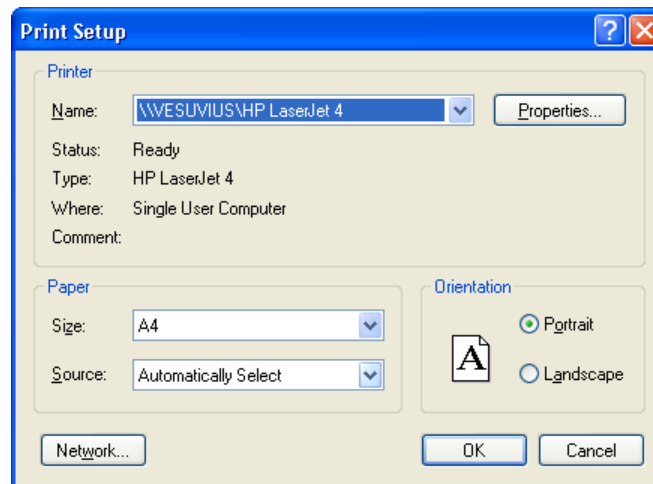 Print Setup
Printer
Name: \\VESUVIUS\HP LaserJet 4 Properties...
Status: Ready
Type: HP LaserJet 4
Where: Single User Computer
Comment:
Paper Orientation
Size: A4 Portrait
A
Source: Automatically Select Landscape
Network... OK Cancel